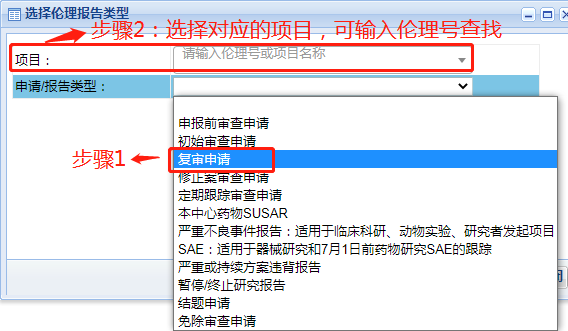 选择伦理报告类型
步骤2：选择对应的项目，可输入伦理号查找
项目：
请输入伦理号或项目名称
申请/报告类型：
申报前审查申请
初始审查申请
步骤1
复审申请
修正案审查申请
定期跟踪审查申请
本中心药物SUSAR
严重不良事件报告：适用于临床科研、动物实验、研究者发起项目
SAE：适用于器械研究和7月1日前药物研究SAE的跟踪
严重或持续方案违背报告
暂停/终止研究报告
结题申请
免除审查申请